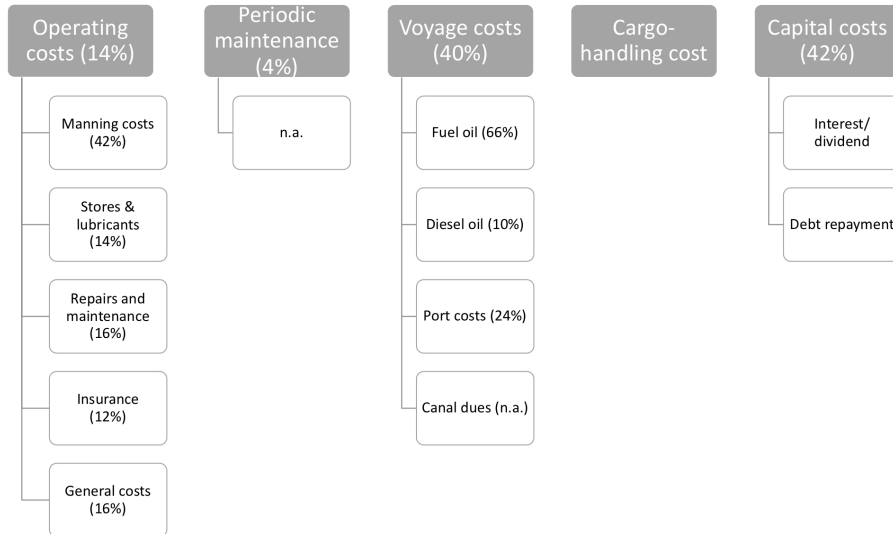 Operating
costs (14%)
Manning costs
(42%)
Stores &
lubricants
(14%)
Repairs and
maintenance
(16%)
Insurance
(12%)
General costs
(16%)
Periodic
maintenance
(4%)
n.a.
Voyage costs
(40%)
Fuel oil (66%)
Diesel oil (10%)
Port costs (24%)
Canal dues (n.a.)
Cargo-
handling cost
Capital costs
(42%)
Interest/
dividend
Debt repayment